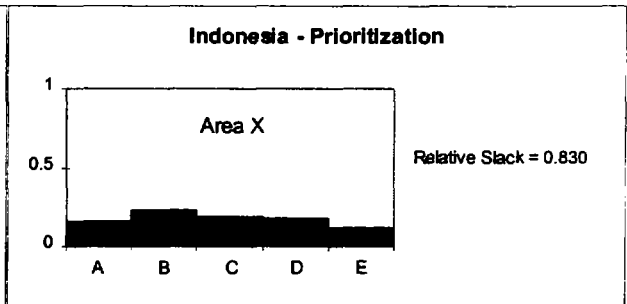 Indonesia - Prioritization
1
Area X
0.5
Relative Slack = 0.830
0
A B C D E